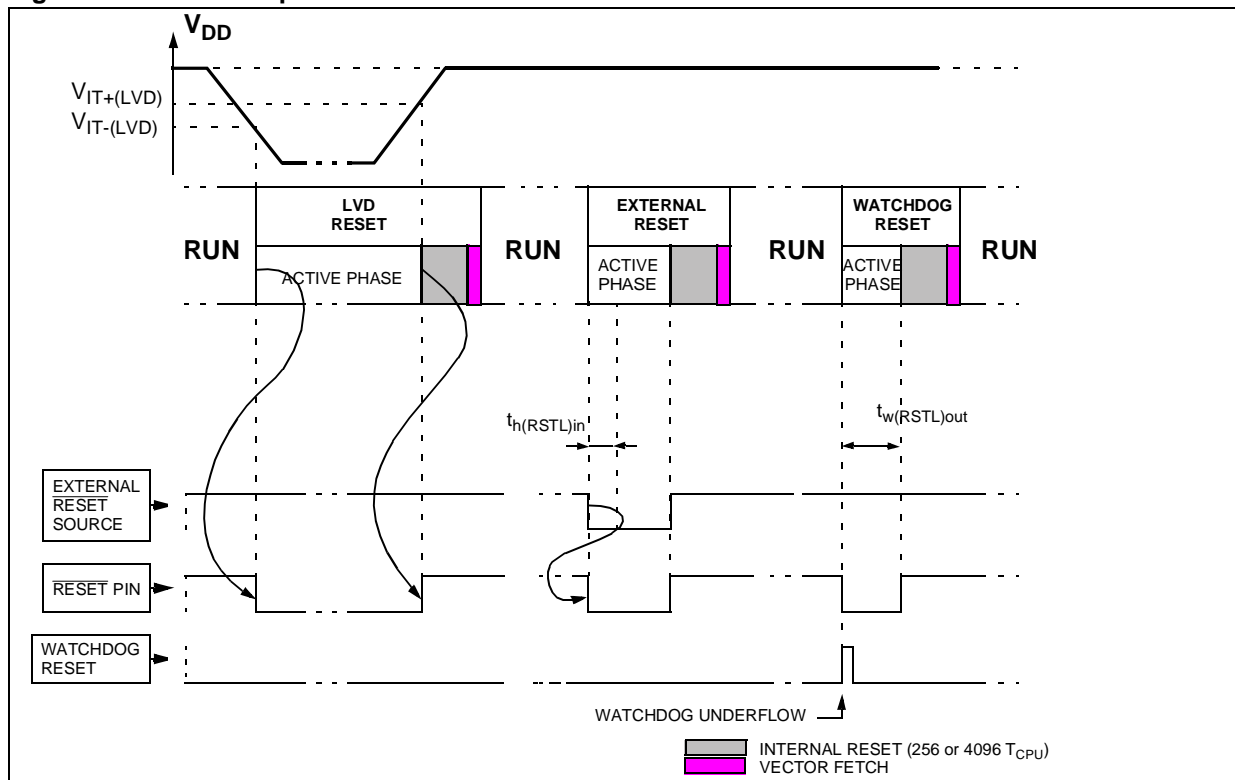 VDD
VIT+(LVD)
VIT-(LVD)
LVD
RESET
EXTERNAL
RESET
WATCHDOG
RESET
RUN
RUN
RUN
RUN
ACTIVE PHASE
ACTIVE
PHASE
ACTIVE
PHASE
th(RSTL)in
tw(RSTL)out
EXTERNAL
RESET
SOURCE
RESET PIN
WATCHDOG
RESET
WATCHDOG UNDERFLOW
INTERNAL RESET (256 or 4096 TCPU)
VECTOR FETCH